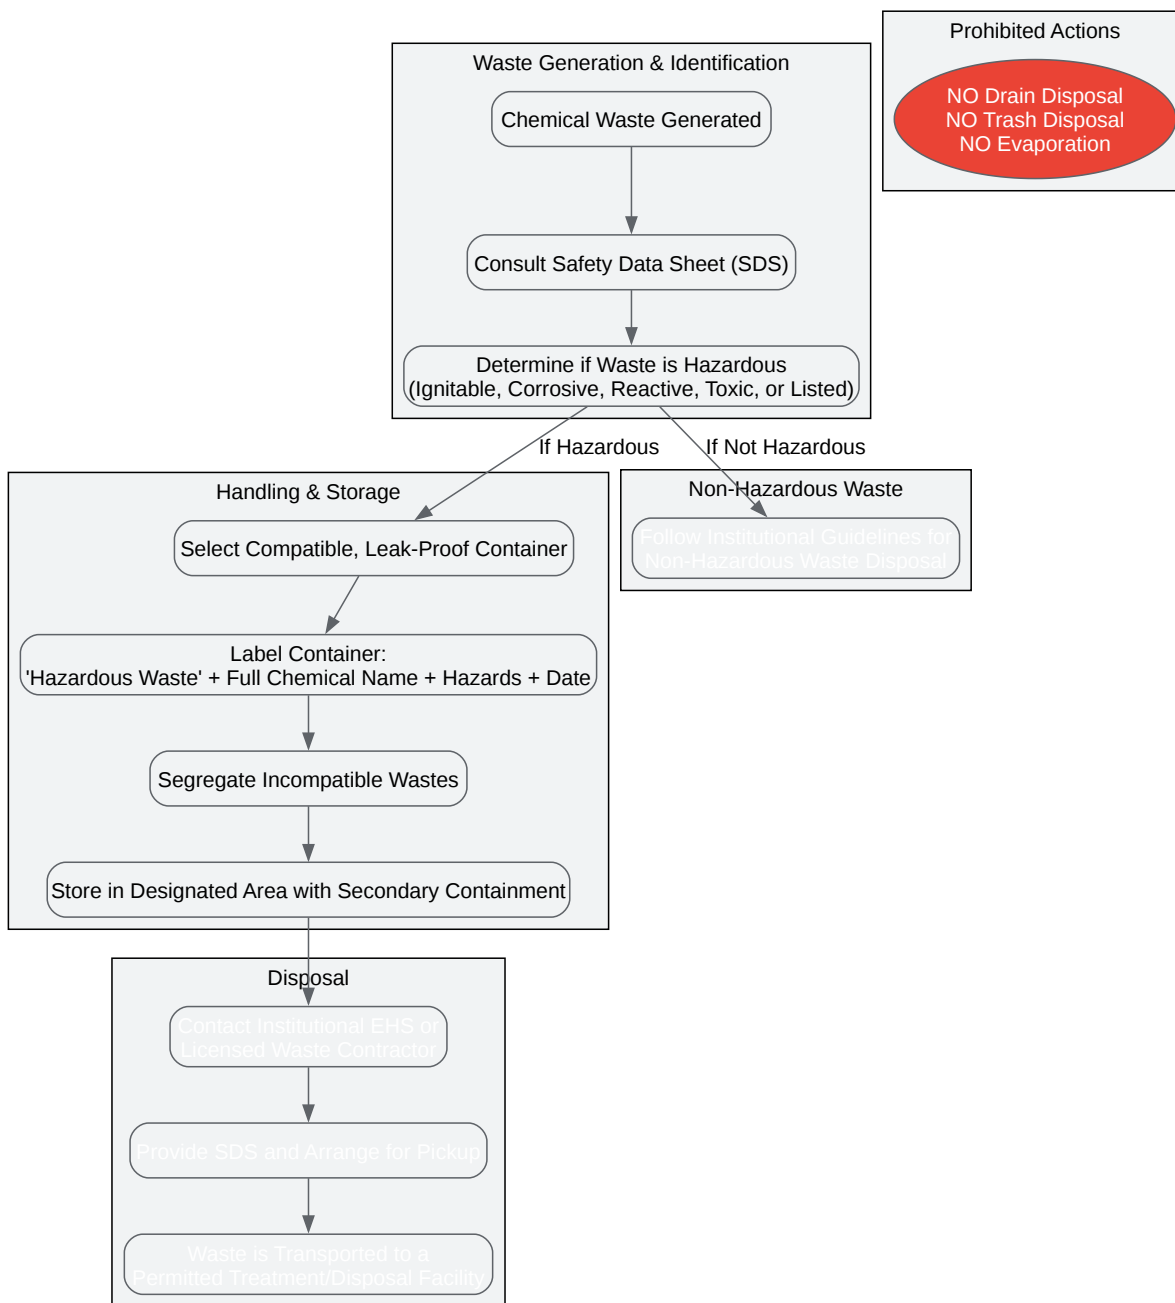 Prohibited Actions
NO Drain Disposal
NO Trash Disposal
NO Evaporation
Waste Generation & Identification
Chemical Waste Generated
Consult Safety Data Sheet (SDS)
Determine if Waste is Hazardous
(Ignitable, Corrosive, Reactive, Toxic, or Listed)
If Hazardous
If Not Hazardous
Handling & Storage
Select Compatible, Leak-Proof Container
Label Container:
'Hazardous Waste' + Full Chemical Name + Hazards + Date
Segregate Incompatible Wastes
Store in Designated Area with Secondary Containment
Non-Hazardous Waste
Follow Institutional Guidelines for
Non-Hazardous Waste Disposal
Disposal
Contact Institutional EHS or
Licensed Waste Contractor
Provide SDS and Arrange for Pickup
Waste is Transported to a
Permitted Treatment/Disposal Facility